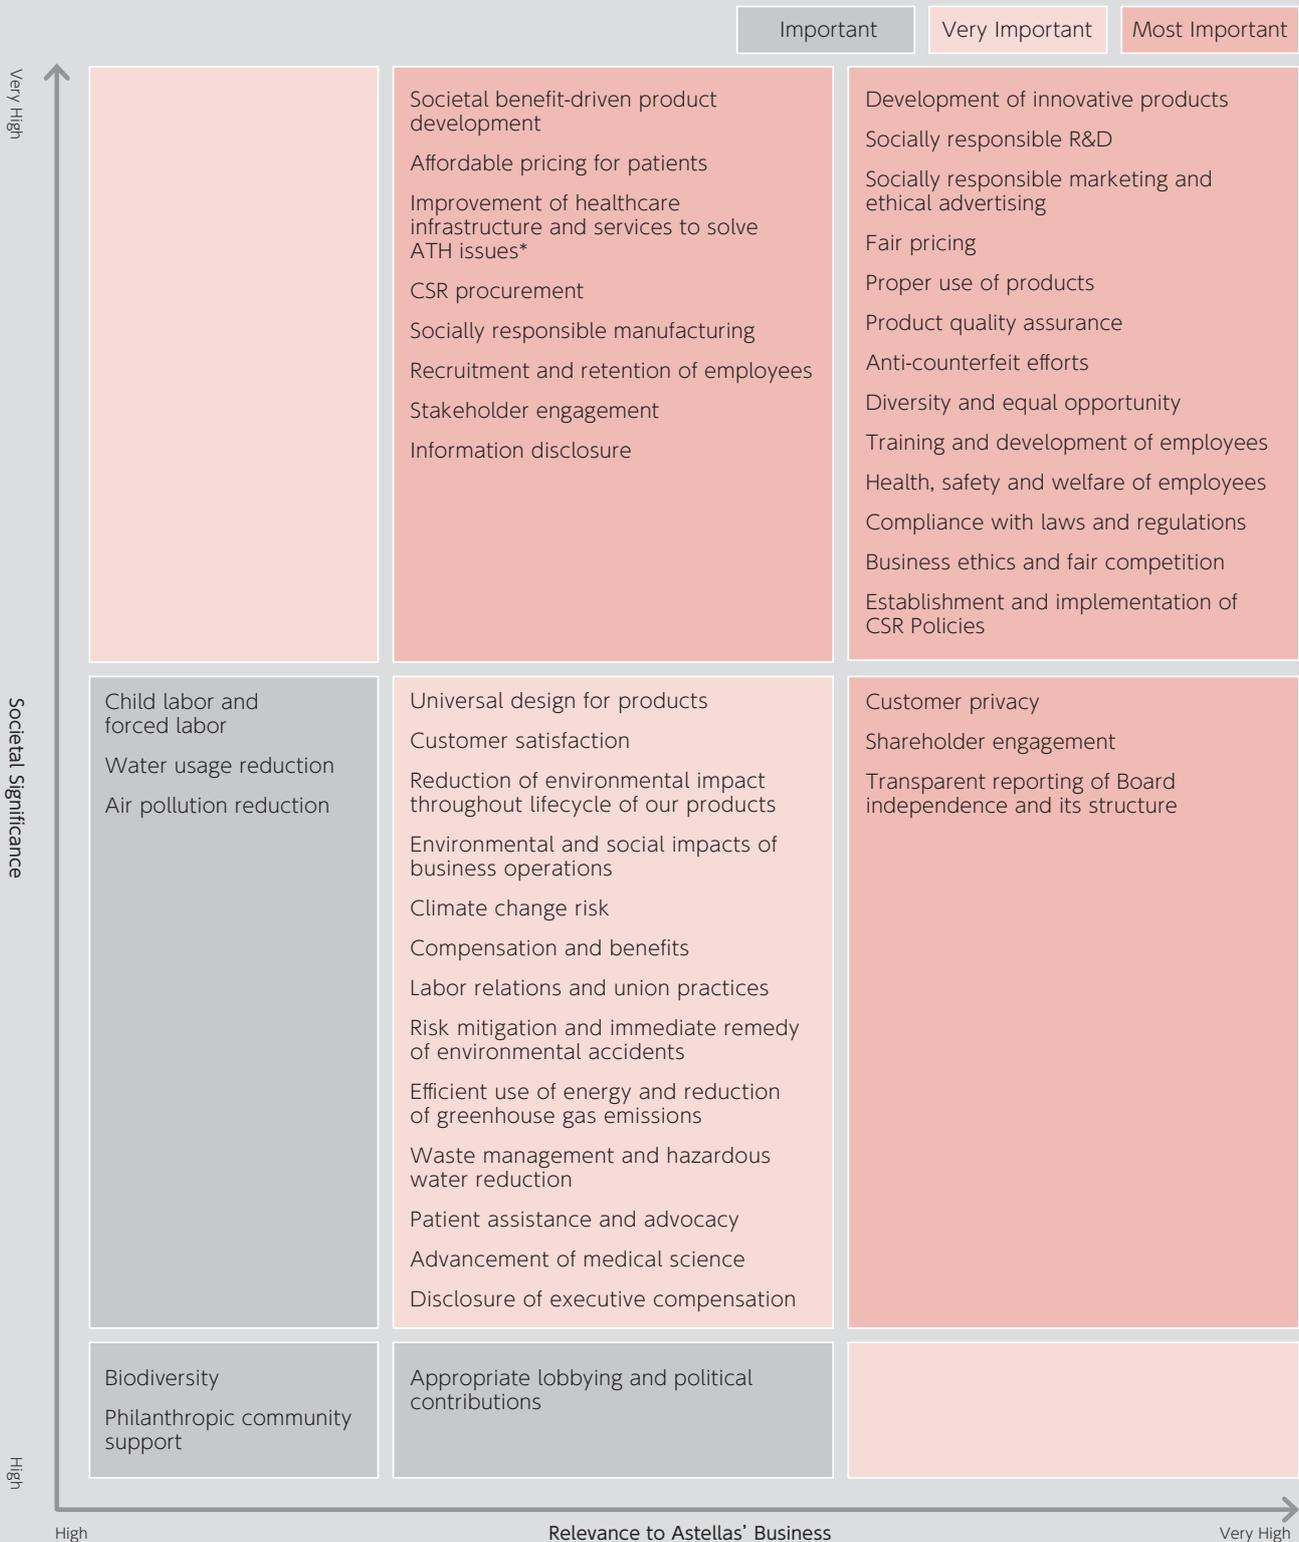 Important
Very Important
Most Important
Very High
Societal benefit-driven product
development
Affordable pricing for patients
Improvement of healthcare
infrastructure and services to solve
ATH issues*
CSR procurement
Socially responsible manufacturing
Recruitment and retention of employees
Stakeholder engagement
Information disclosure
Development of innovative products
Socially responsible R&D
Socially responsible marketing and
ethical advertising
Fair pricing
Proper use of products
Product quality assurance
Anti-counterfeit efforts
Diversity and equal opportunity
Training and development of employees
Health, safety and welfare of employees
Compliance with laws and regulations
Business ethics and fair competition
Establishment and implementation of
CSR Policies
Societal Significance
Child labor and
forced labor
Water usage reduction
Air pollution reduction
Universal design for products
Customer satisfaction
Reduction of environmental impact
throughout lifecycle of our products
Environmental and social impacts of
business operations
Climate change risk
Compensation and benefits
Labor relations and union practices
Risk mitigation and immediate remedy
of environmental accidents
Efficient use of energy and reduction
of greenhouse gas emissions
Waste management and hazardous
water reduction
Patient assistance and advocacy
Advancement of medical science
Disclosure of executive compensation
Customer privacy
Shareholder engagement
Transparent reporting of Board
independence and its structure
Biodiversity
Philanthropic community
support
Appropriate lobbying and political
contributions
High
High
Relevance to Astellas' Business
Very High